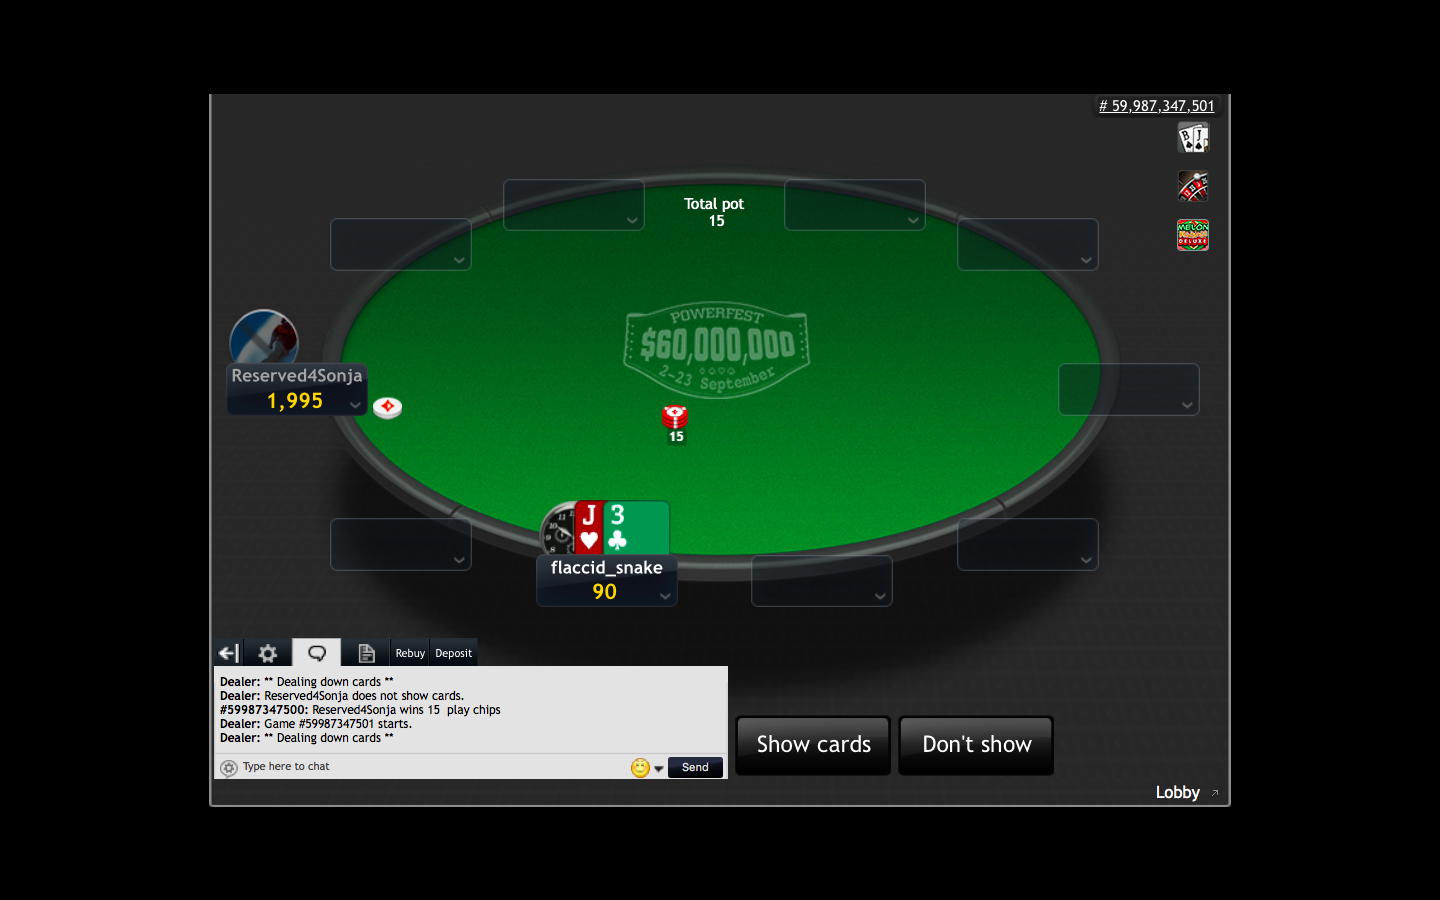 # 59,987,347,501
Total pot
15
POWERFEST
$60,000,000
2-23 September
MELON
DELUXE
Reserved4Sonja
1,995
15
J 3
flaccid_snake
90
Rebuy Deposit
Dealer: ** Dealing down cards **
Dealer: Reserved4Sonja does not show cards.
#59987347500: Reserved4Sonja wins 15 play chips
Dealer: Game #59987347501 starts.
Dealer: ** Dealing down cards **
Type here to chat
Send
Show cards
Don't show
Lobby